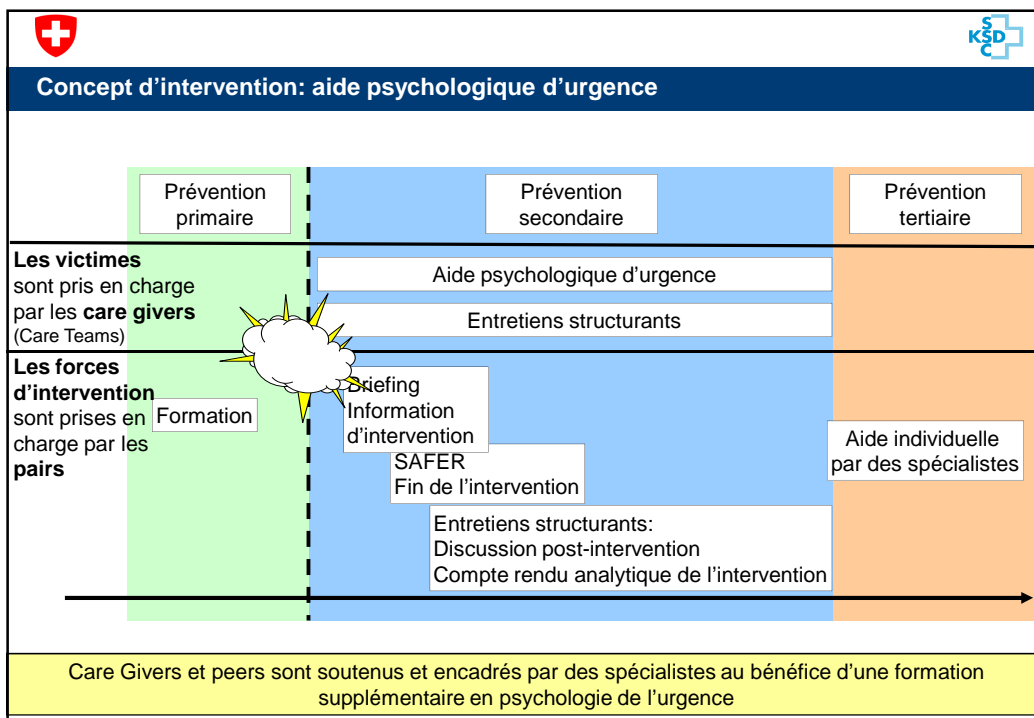 KSD
S
S
C
Concept d’intervention: aide psychologique d’urgence
Prévention
primaire
Prévention
secondaire
Prévention
tertiaire
Les victimes
sont pris en charge
par les care givers
(Care Teams)
Aide psychologique d’urgence
Entretiens structurants
Les forces
d’intervention
sont prises en
charge par les
pairs
Formation
Briefing
Information
d’intervention
SAFER
Fin de l’intervention
Entretiens structurants:
Discussion post-intervention
Compte rendu analytique de l’intervention
Aide individuelle
par des spécialistes
Care Givers et peers sont soutenus et encadrés par des spécialistes au bénéfice d’une formation
supplémentaire en psychologie de l’urgence